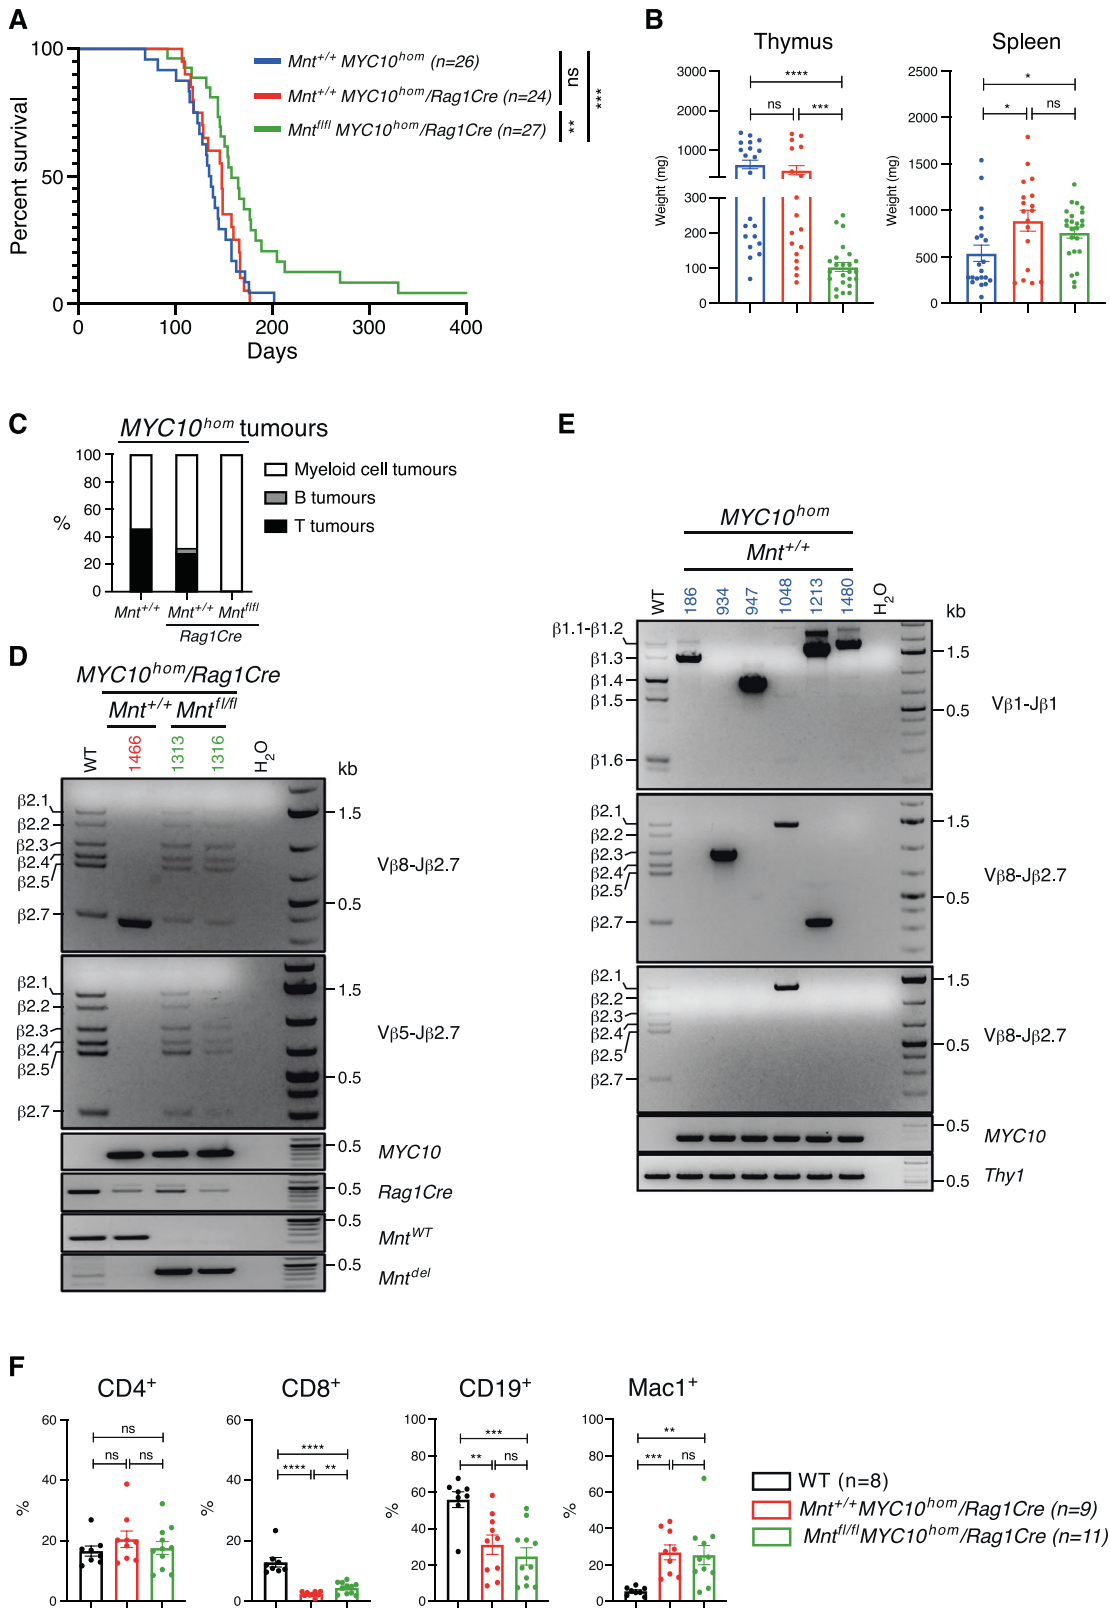 A
Percent survival
100
50
0
0 100 200 300 400
Days
Mnt+/+ MYC10hom (n=26)
Mnt+/+ MYC10hom/Rag1Cre (n=24)
Mntflfl MYC10hom/Rag1Cre (n=27)
ns
**
***
B
Thymus
Weight (mg)
3000
2000
1000
300
200
100
0
****
ns ***
Spleen
Weight (mg)
2500
2000
1500
1000
500
0
*
* ns
C
MYC10hom tumours
%
100
80
60
40
20
0
Mnt+/+ Mnt+/+ Mntflfl
Rag1Cre
Myeloid cell tumours
B tumours
T tumours
D
MYC10hom/Rag1Cre
Mnt+/+ Mntfl/fl
WT 1466 1313 1316 H2O kb
β2.1
β2.2
β2.3
β2.4
β2.5
β2.7
1.5
0.5
Vβ8-Jβ2.7
β2.1
β2.2
β2.3
β2.4
β2.5
β2.7
1.5
0.5
Vβ5-Jβ2.7
0.5 MYC10
0.5 Rag1Cre
0.5 MntWT
0.5 Mntdel
E
MYC10hom
Mnt+/+
WT 186 934 947 1048 1213 1480 H2O kb
β1.1-β1.2
β1.3
β1.4
β1.5
β1.6
1.5
0.5
Vβ1-Jβ1
β2.1
β2.2
β2.3
β2.4
β2.5
β2.7
1.5
0.5
Vβ8-Jβ2.7
β2.1
β2.2
β2.3
β2.4
β2.5
β2.7
1.5
0.5
Vβ8-Jβ2.7
0.5 MYC10
0.5 Thy1
F
CD4+
%
60
40
20
0
ns
ns ns
CD8+
%
60
40
20
0
****
**** **
CD19+
%
100
80
60
40
20
0
***
** ns
Mac1+
%
100
80
60
40
20
0
**
*** ns
WT (n=8)
Mnt+/+MYC10hom/Rag1Cre (n=9)
Mntfl/flMYC10hom/Rag1Cre (n=11)